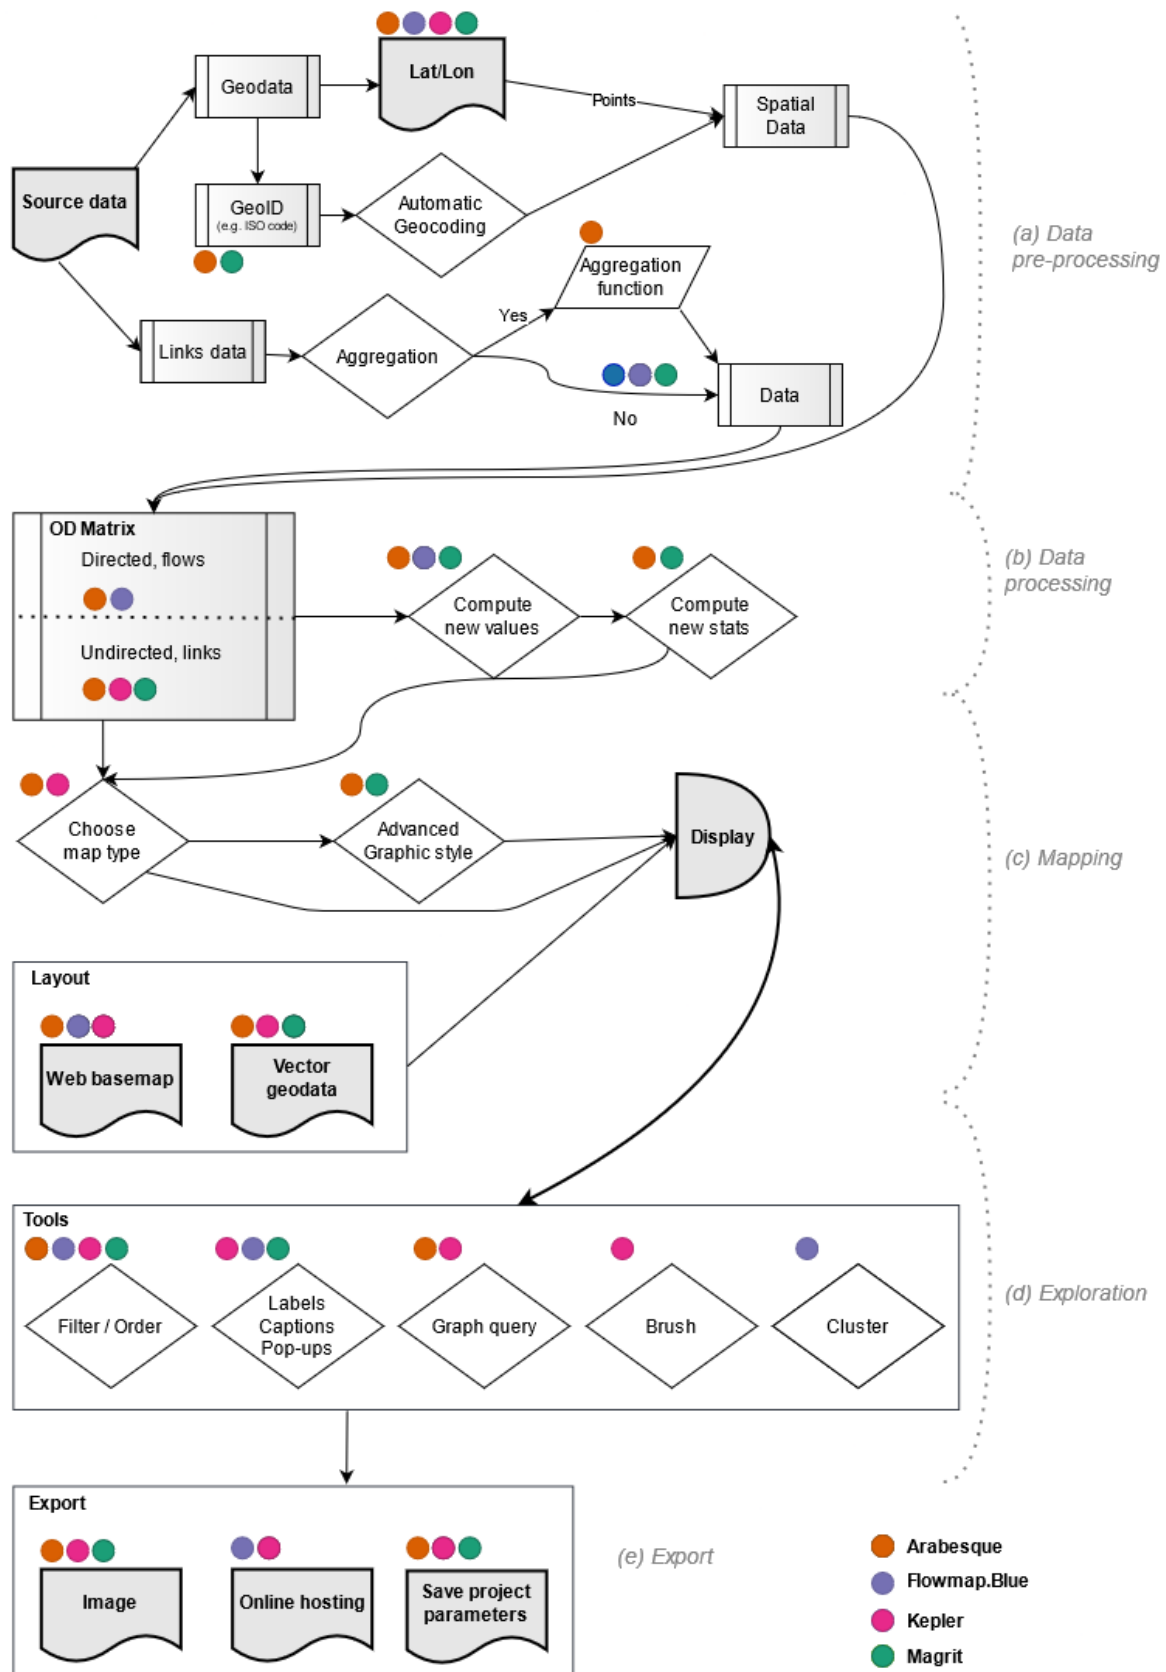 Geodata
Lat/Lon
Points
Spatial
Data
Source data
GeoID
(e.g. ISO code)
Automatic
Geocoding
(a) Data
pre-processing
Aggregation
function
Yes
Links data
Aggregation
No
Data
OD Matrix
Directed, flows
Undirected, links
Compute
new values
Compute
new stats
(b) Data
processing
Choose
map type
Advanced
Graphic style
Display
(c) Mapping
Layout
Web basemap
Vector
geodata
Tools
Filter / Order
Labels
Captions
Pop-ups
Graph query
Brush
Cluster
(d) Exploration
Export
Image
Online hosting
Save project
parameters
(e) Export
Arabesque
Flowmap.Blue
Kepler
Magrit